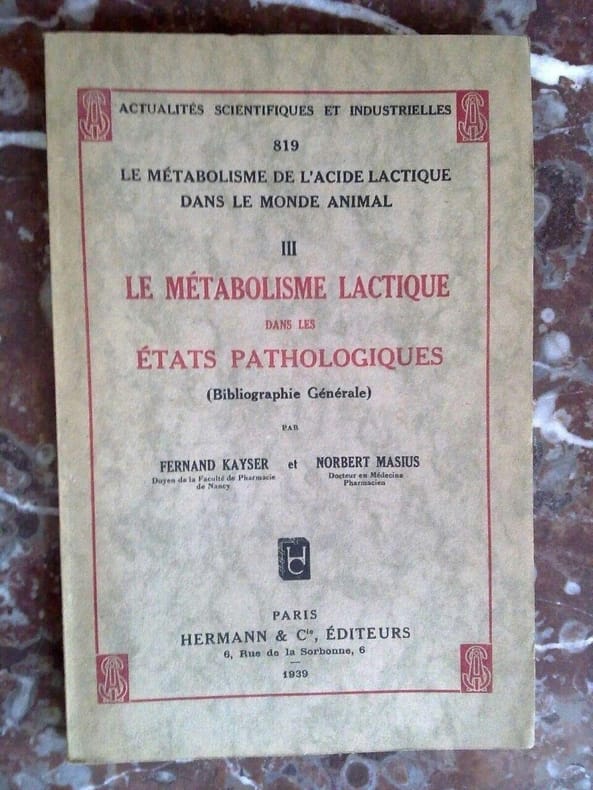 ACTUALITÉS SCIENTIFIQUES ET INDUSTRIELLES
819
LE MÉTABOLISME DE L'ACIDE LACTIQUE
DANS LE MONDE ANIMAL
III
LE MÉTABOLISME LACTIQUE
DANS LES
ÉTATS PATHOLOGIQUES
(Bibliographie Générale)
PAR
FERNAND KAYSER et NORBERT MASIUS
Doyen de la Faculté de Pharmacie Docteur en Médecine
de Nancy Pharmacien
HC
PARIS
HERMANN & Cie, ÉDITEURS
6, Rue de la Sorbonne, 6
1939